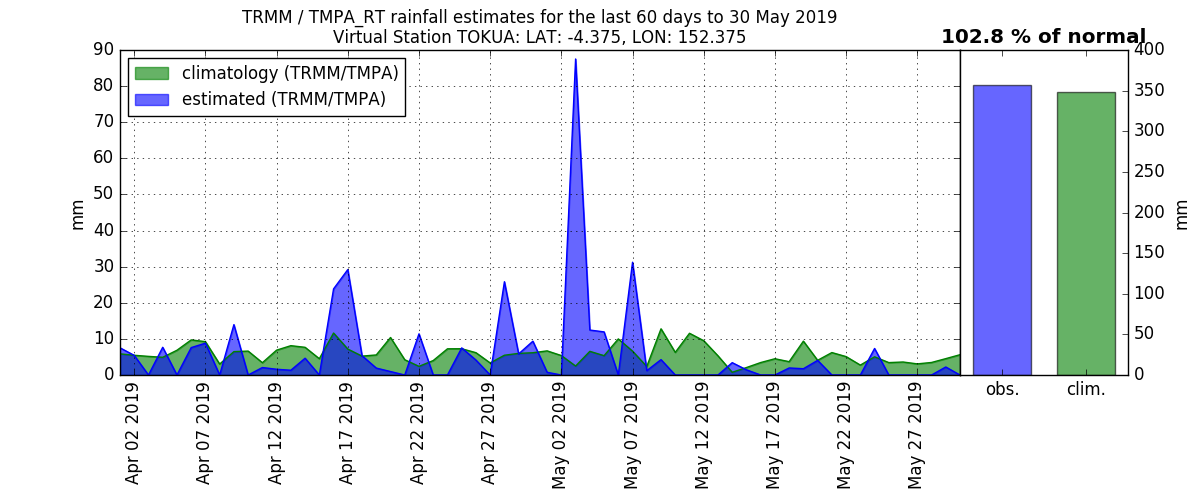 TRMM / TMPA_RT rainfall estimates for the last 60 days to 30 May 2019
Virtual Station TOKUA: LAT: -4.375, LON: 152.375
102.8 % of normal
climatology (TRMM/TMPA)
estimated (TRMM/TMPA)
mm
90
80
70
60
50
40
30
20
10
0
Apr 02 2019
Apr 07 2019
Apr 12 2019
Apr 17 2019
Apr 22 2019
Apr 27 2019
May 02 2019
May 07 2019
May 12 2019
May 17 2019
May 22 2019
May 27 2019
obs.
clim.
400
350
300
250
200
150
100
50
0
mm